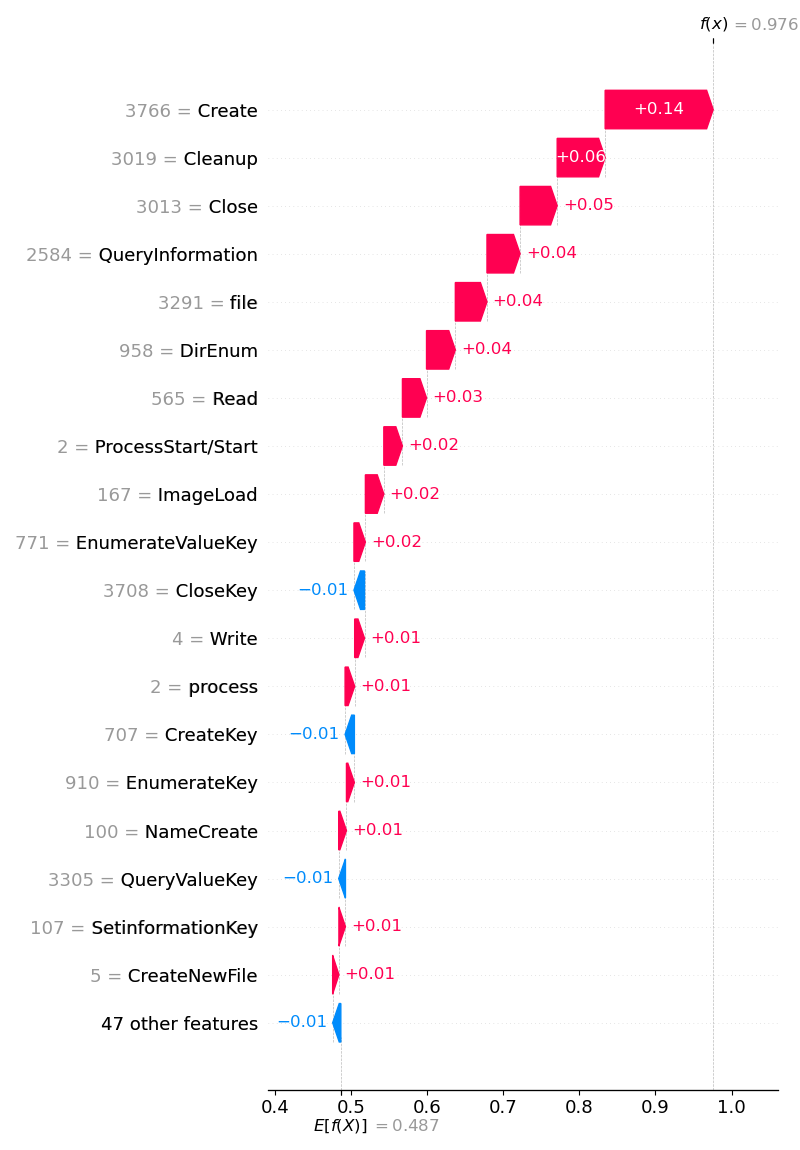 f(x) = 0.976
3766 = Create +0.14
3019 = Cleanup +0.06
3013 = Close +0.05
2584 = QueryInformation +0.04
3291 = file +0.04
958 = DirEnum +0.04
565 = Read +0.03
2 = ProcessStart/Start +0.02
167 = ImageLoad +0.02
771 = EnumerateValueKey +0.02
3708 = CloseKey −0.01
4 = Write +0.01
2 = process +0.01
707 = CreateKey −0.01
910 = EnumerateKey +0.01
100 = NameCreate +0.01
3305 = QueryValueKey −0.01
107 = SetinformationKey +0.01
5 = CreateNewFile +0.01
47 other features −0.01
0.4 0.5 0.6 0.7 0.8 0.9 1.0
E[f(X)] = 0.487